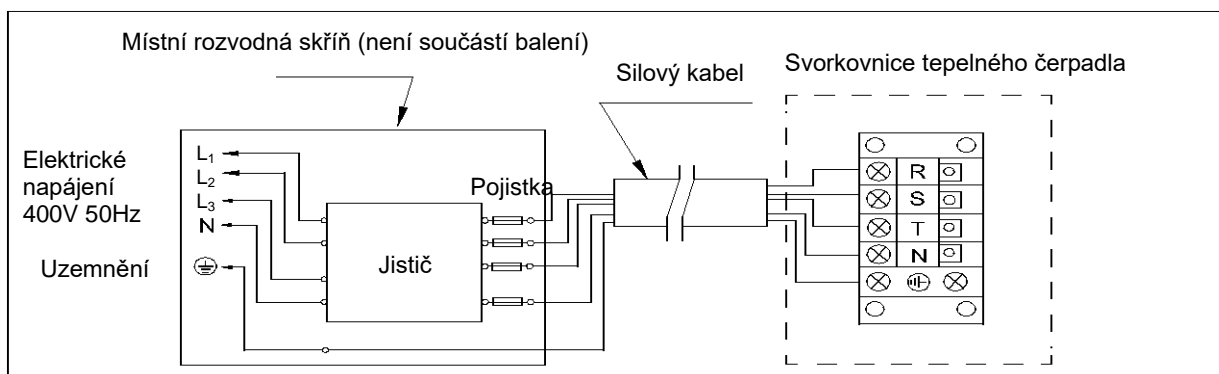 Místní rozvodná skříň (není součástí balení)
Silový kabel
Svorkovnice tepelného čerpadla
Elektrické
napájení
400V 50Hz
Uzemnění
L1
L2
L3
N
Pojistka
Jistič
R
S
T
N